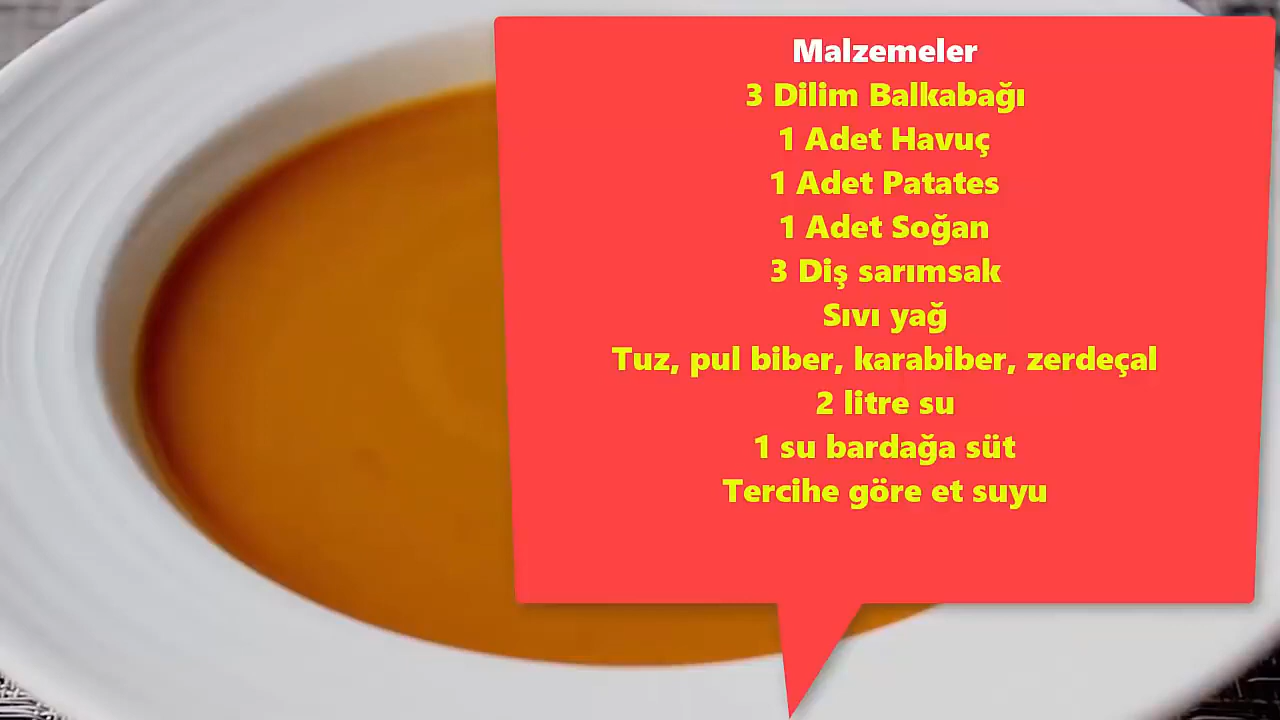 Malzemeler
3 Dilim Balkabağı
1 Adet Havuç
1 Adet Patates
1 Adet Soğan
3 Diş sarımsak
Sıvı yağ
Tuz, pul biber, karabiber, zerdeçal
2 litre su
1 su bardağa süt
Tercihe göre et suyu